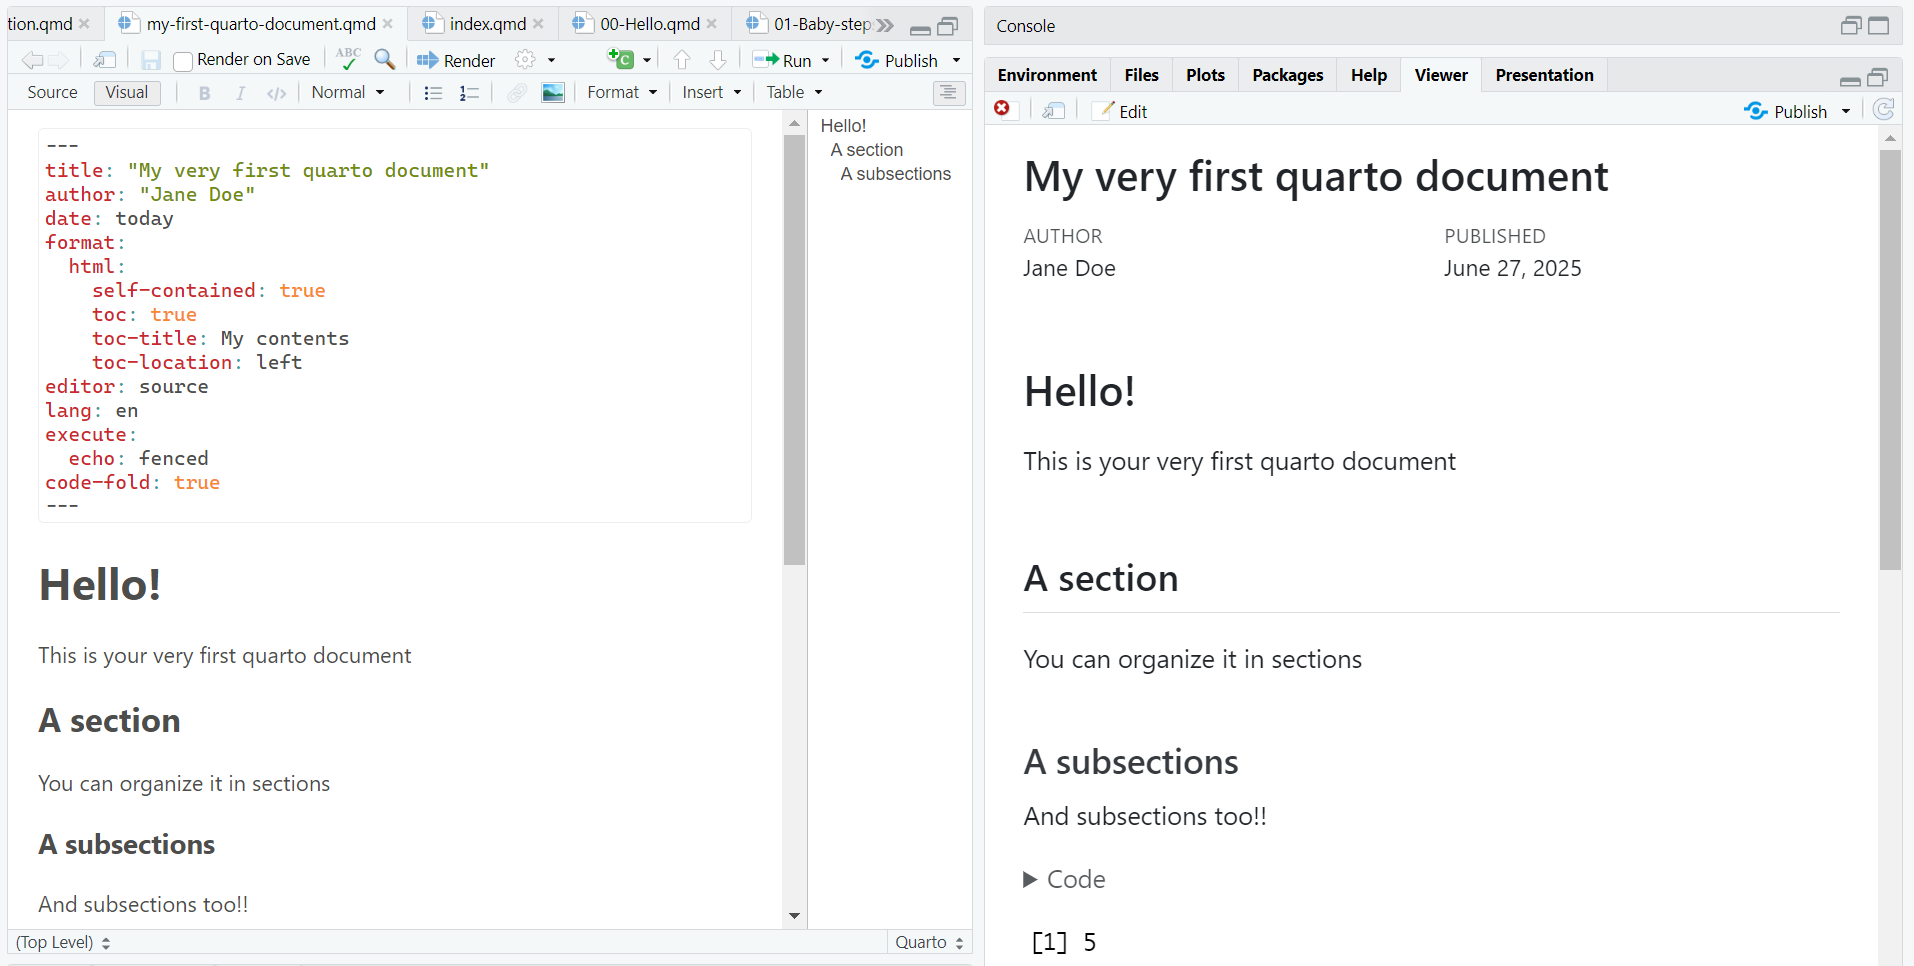 tion.qmd
my-first-quarto-document.qmd
index.qmd
00-Hello.qmd
01-Baby-step
Render on Save
ABC
Render
C
Run
Publish
Source
Visual
B
I
</>
Normal
Format
Insert
Table
---
title: "My very first quarto document"
author: "Jane Doe"
date: today
format:
  html:
    self-contained: true
    toc: true
    toc-title: My contents
    toc-location: left
editor: source
lang: en
execute:
  echo: fenced
code-fold: true
---
Hello!
This is your very first quarto document
A section
You can organize it in sections
A subsections
And subsections too!!
(Top Level)
Quarto
Hello!
A section
A subsections
Console
Environment
Files
Plots
Packages
Help
Viewer
Presentation
Edit
Publish
My very first quarto document
AUTHOR
PUBLISHED
Jane Doe
June 27, 2025
Hello!
This is your very first quarto document
A section
You can organize it in sections
A subsections
And subsections too!!
Code
[1] 5